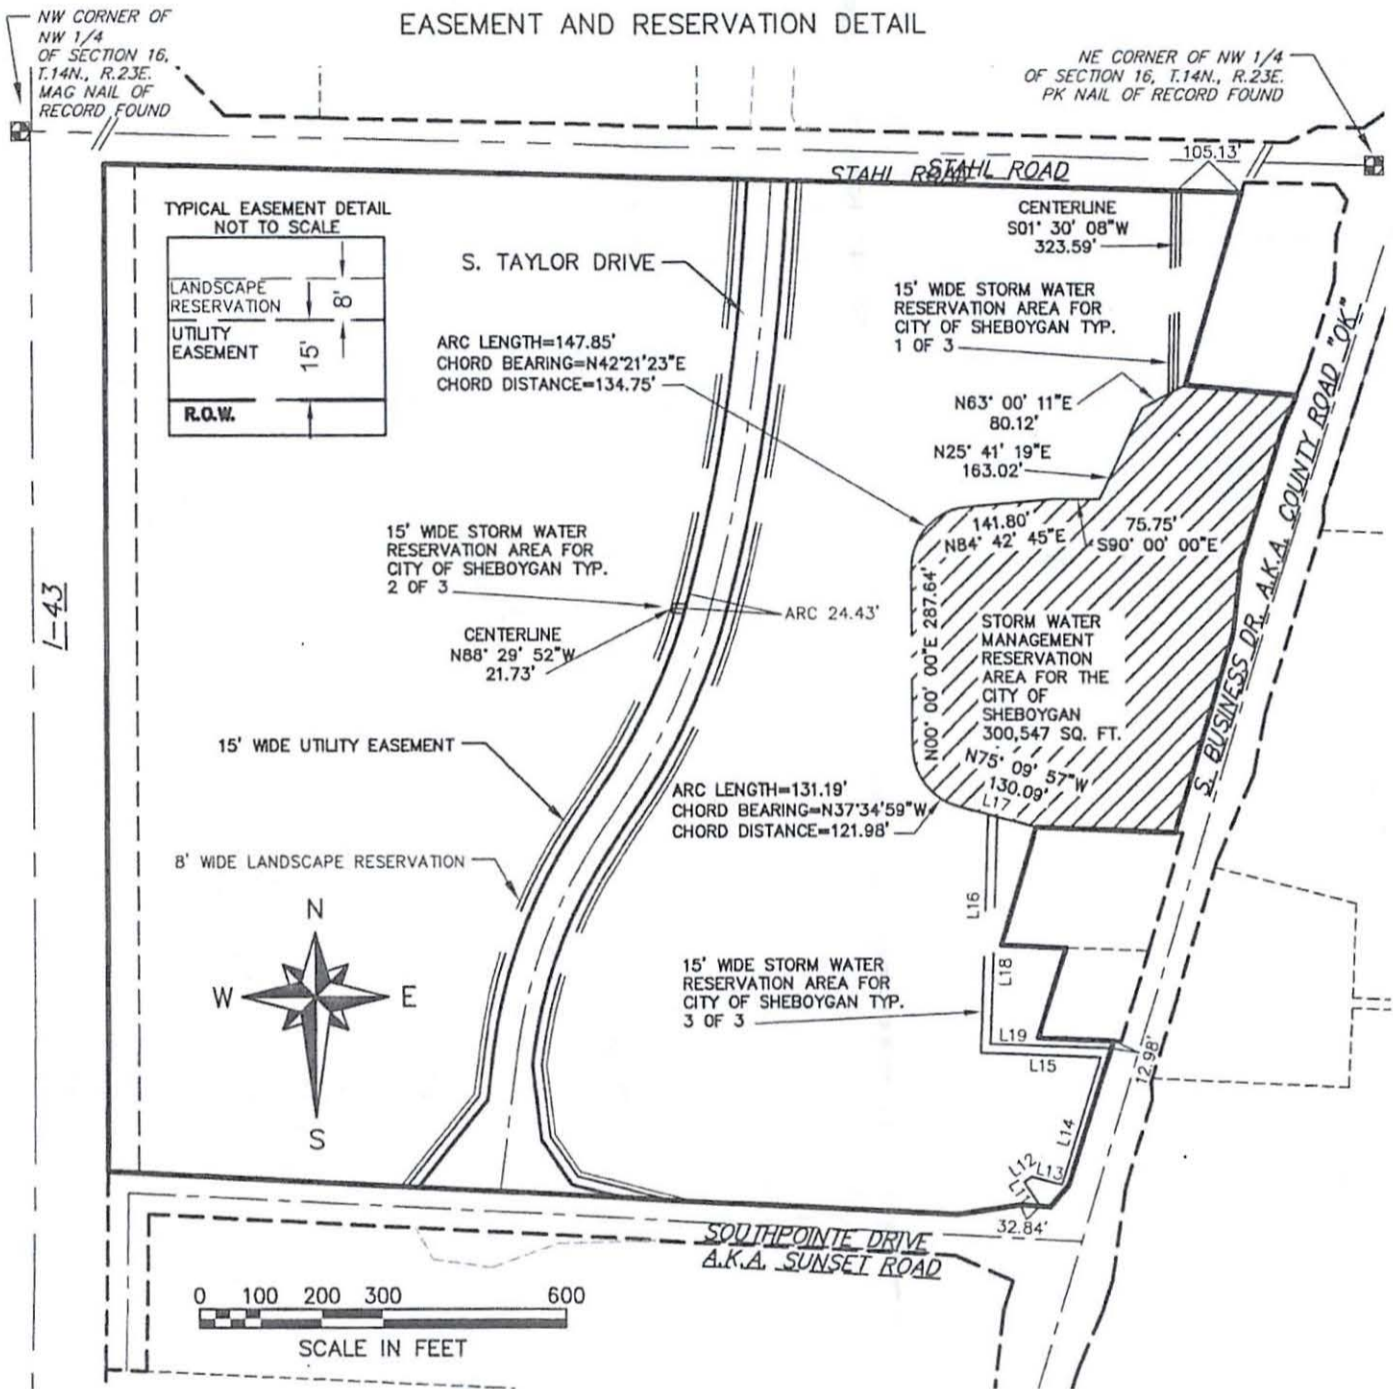 EASEMENT AND RESERVATION DETAIL
NW CORNER OF
NW 1/4
OF SECTION 16,
T.14N., R.23E.
MAG NAIL OF
RECORD FOUND
NE CORNER OF NW 1/4
OF SECTION 16, T.14N., R.23E.
PK NAIL OF RECORD FOUND
STAHL ROAD
STAHL ROAD
105.13'
TYPICAL EASEMENT DETAIL
NOT TO SCALE
LANDSCAPE
RESERVATION
8'
UTILITY
EASEMENT
15'
R.O.W.
S. TAYLOR DRIVE
CENTERLINE
S01° 30' 08"W
323.59'
15' WIDE STORM WATER
RESERVATION AREA FOR
CITY OF SHEBOYGAN TYP.
1 OF 3
ARC LENGTH=147.85'
CHORD BEARING=N42°21'23"E
CHORD DISTANCE=134.75'
N63° 00' 11"E
80.12'
N25° 41' 19"E
163.02'
141.80'
N84° 42' 45"E
75.75'
S90° 00' 00"E
15' WIDE STORM WATER
RESERVATION AREA FOR
CITY OF SHEBOYGAN TYP.
2 OF 3
ARC 24.43'
CENTERLINE
N88° 29' 52"W
21.73'
I-43
N00° 00' 00"E 287.64'
STORM WATER
MANAGEMENT
RESERVATION
AREA FOR THE
CITY OF
SHEBOYGAN
300,547 SQ. FT.
S. BUSINESS DR. A.K.A. COUNTY ROAD "OK"
15' WIDE UTILITY EASEMENT
N75° 09' 57"W
130.09'
L17
ARC LENGTH=131.19'
CHORD BEARING=N37°34'59"W
CHORD DISTANCE=121.98'
8' WIDE LANDSCAPE RESERVATION
L16
N
W
E
S
15' WIDE STORM WATER
RESERVATION AREA FOR
CITY OF SHEBOYGAN TYP.
3 OF 3
L18
L19
L15
12.98'
L14
L12
L13
L11
32.84'
SOUTHPOINTE DRIVE
A.K.A. SUNSET ROAD
0 100 200 300 600
SCALE IN FEET